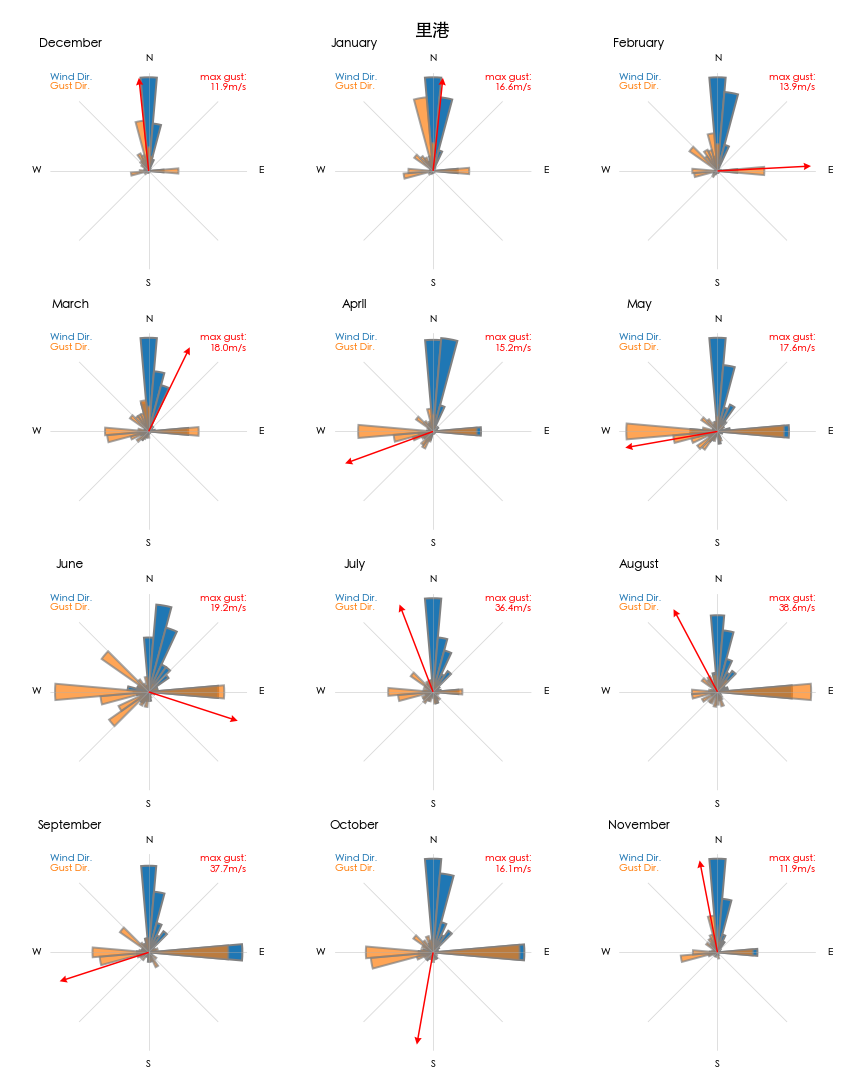 里港
December
N
Wind Dir.
Gust Dir.
max gust:
11.9m/s
W
E
S
January
N
Wind Dir.
Gust Dir.
max gust:
16.6m/s
W
E
S
February
N
Wind Dir.
Gust Dir.
max gust:
13.9m/s
W
E
S
March
N
Wind Dir.
Gust Dir.
max gust:
18.0m/s
W
E
S
April
N
Wind Dir.
Gust Dir.
max gust:
15.2m/s
W
E
S
May
N
Wind Dir.
Gust Dir.
max gust:
17.6m/s
W
E
S
June
N
Wind Dir.
Gust Dir.
max gust:
19.2m/s
W
E
S
July
N
Wind Dir.
Gust Dir.
max gust:
36.4m/s
W
E
S
August
N
Wind Dir.
Gust Dir.
max gust:
38.6m/s
W
E
S
September
N
Wind Dir.
Gust Dir.
max gust:
37.7m/s
W
E
S
October
N
Wind Dir.
Gust Dir.
max gust:
16.1m/s
W
E
S
November
N
Wind Dir.
Gust Dir.
max gust:
11.9m/s
W
E
S